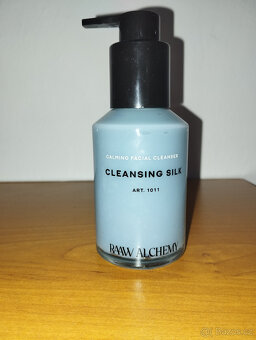 CALMING FACIAL CLEANSER
CLEANSING SILK
ART. 1011
RAAW ALCHEMY